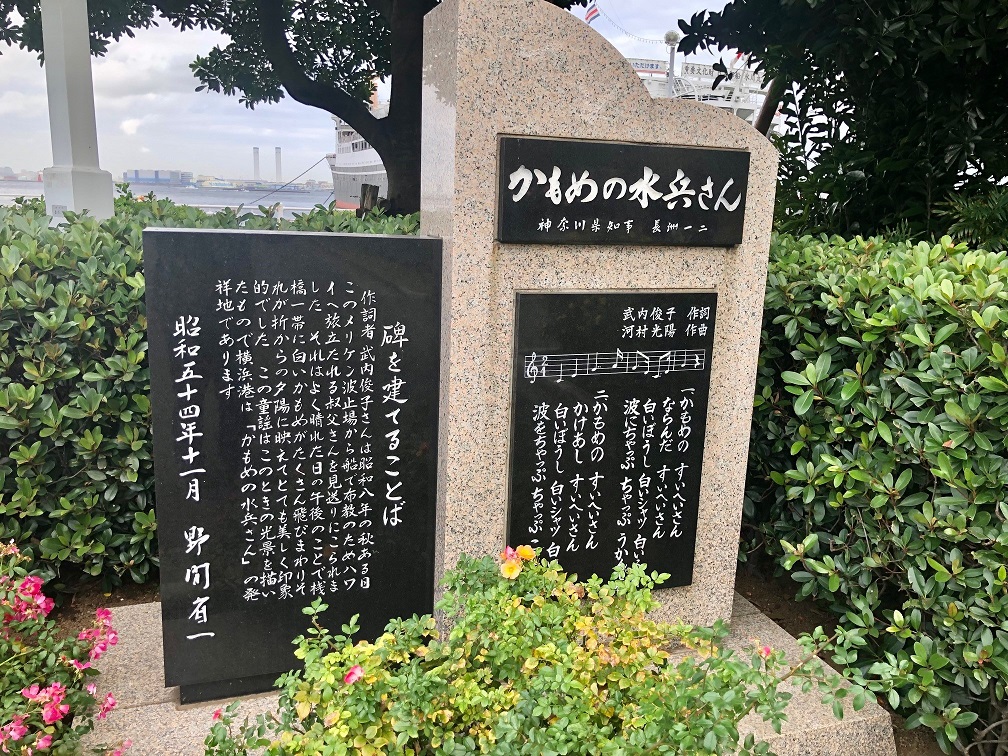 かもめの水兵さん
神奈川県知事 長洲一二
武内俊子 作詞
河村光陽 作曲
一、かもめの すいへいさん
ならんだ すいへいさん
白いぼうし 白いシャツ 白い
波にちゃっぷ ちゃっぷ うか
二、かもめの すいへいさん
かけあし すいへいさん
白いぼうし 白いシャツ 白
波をちゃっぷ ちゃっぷ
碑を建てることば
作詞者 武内俊子さんは昭和八年の秋ある日
このメリケン波止場から船で布教のためハワ
イへ旅立たれる叔父さんを見送りにこられま
した それはよく晴れた日の午後のことで桟
橋一帯に白いかもめがたくさん飛びまわりそ
れが折からの夕陽に映えてとても美しく印象
的でした この童謡はこのときの光景を描い
たもので横浜港は「かもめの水兵さん」の発
祥地であります
昭和五十四年十一月 野間有一
いただけます